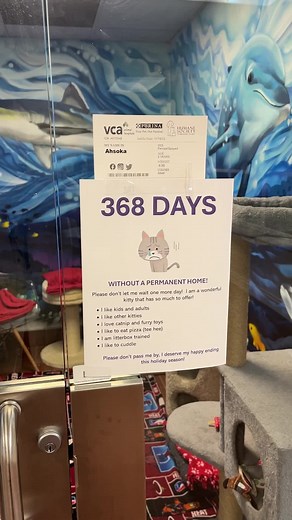 vca
PURINA
HUMANE
Ahsoka
368 DAYS
WITHOUT A PERMANENT HOME!
Please don't let me wait one more day! I am a wonderful
kitty that has so much to offer!
• I like kids and adults
• I like other kitties
• I love catnip and furry toys
• I like to eat pizza (tee hee)
• I am litterbox trained
• I like to cuddle
Please don't pass me by, I deserve my happy ending
this holiday season!